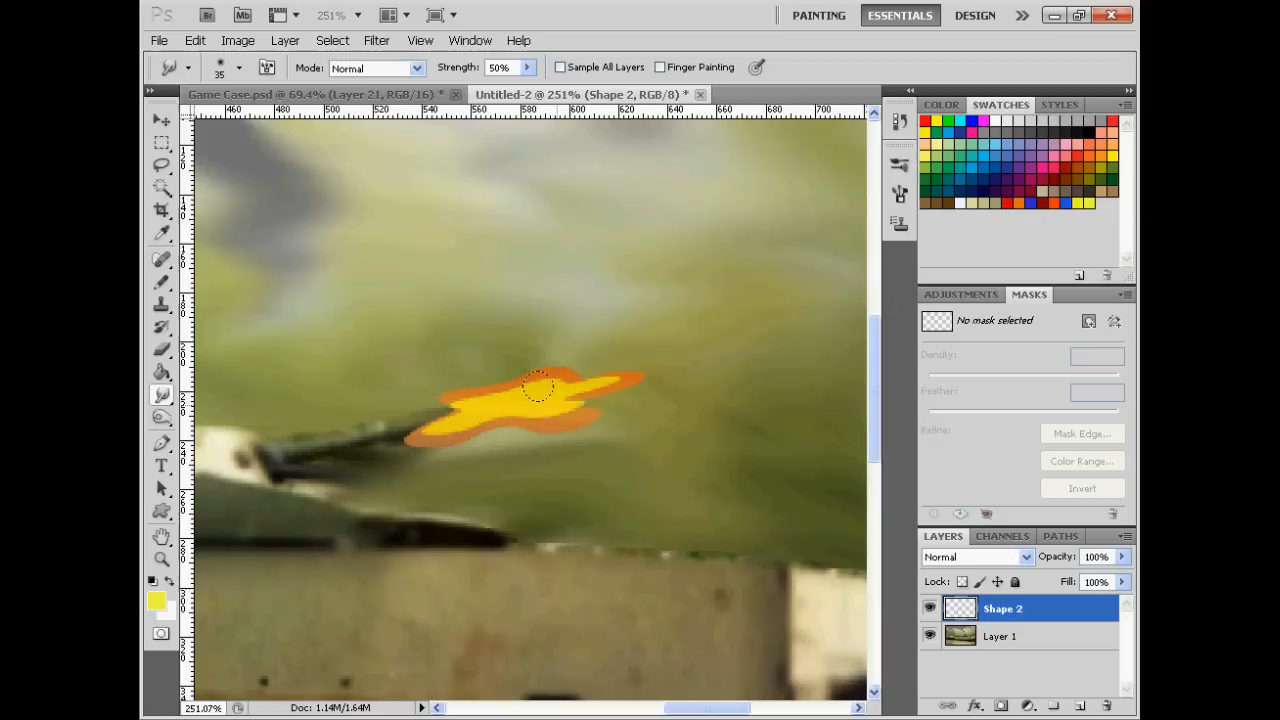 Ps Br Mb 251% PAINTING ESSENTIALS DESIGN
File Edit Image Layer Select Filter View Window Help
35 Mode: Normal Strength: 50% Sample All Layers Finger Painting
Game Case.psd @ 69.4% (Layer 21, RGB/16) * Untitled-2 @ 251% (Shape 2, RGB/8) *
COLOR SWATCHES STYLES
460 480 500 520 540 560 580 600 620 640 660 680 700
ADJUSTMENTS MASKS
No mask selected
Density:
Feather:
Refine: Mask Edge...
Color Range...
Invert
LAYERS CHANNELS PATHS
Normal Opacity: 100%
Lock: Fill: 100%
Shape 2
Layer 1
251.07% Doc: 1.14M/1.64M